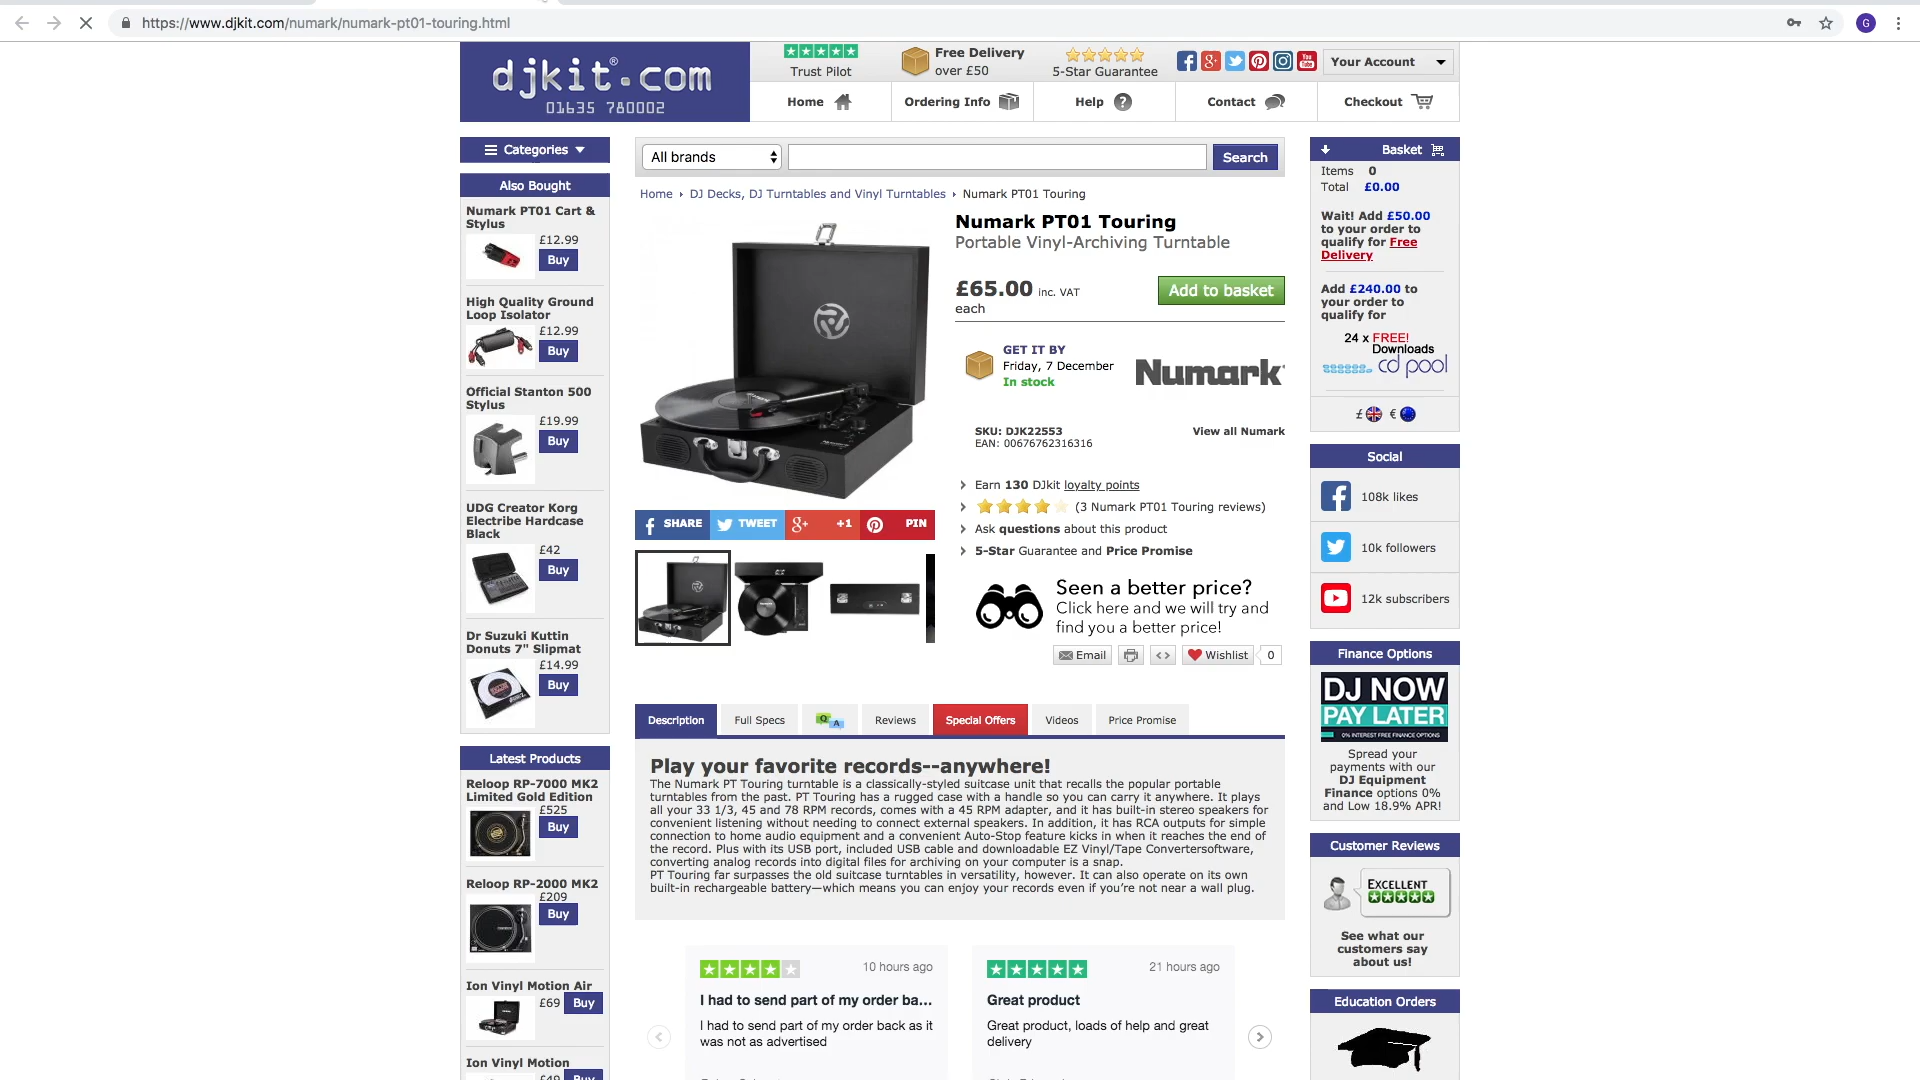 https://www.djkit.com/numark/numark-pt01-touring.html
G
djkit®.com
01635 780002
Trust Pilot
Free Delivery
over £50
5-Star Guarantee
Your Account
Home
Ordering Info
Help
Contact
Checkout
Categories
Also Bought
Numark PT01 Cart &
Stylus
£12.99
Buy
High Quality Ground
Loop Isolator
£12.99
Buy
Official Stanton 500
Stylus
£19.99
Buy
UDG Creator Korg
Electribe Hardcase
Black
£42
Buy
Dr Suzuki Kuttin
Donuts 7" Slipmat
£14.99
Buy
Latest Products
Reloop RP-7000 MK2
Limited Gold Edition
£525
Buy
Reloop RP-2000 MK2
£209
Buy
Ion Vinyl Motion Air
£69
Buy
Ion Vinyl Motion
£49
Buy
All brands
Search
Home › DJ Decks, DJ Turntables and Vinyl Turntables › Numark PT01 Touring
Numark PT01 Touring
Portable Vinyl-Archiving Turntable
£65.00 inc. VAT
each
Add to basket
GET IT BY
Friday, 7 December
In stock
Numark
SKU: DJK22553
EAN: 00676762316316
View all Numark
Earn 130 DJkit loyalty points
(3 Numark PT01 Touring reviews)
Ask questions about this product
5-Star Guarantee and Price Promise
Seen a better price?
Click here and we will try and
find you a better price!
Email
Wishlist
0
SHARE
TWEET
+1
PIN
Description
Full Specs
Q A
Reviews
Special Offers
Videos
Price Promise
Play your favorite records--anywhere!
The Numark PT Touring turntable is a classically-styled suitcase unit that recalls the popular portable
turntables from the past. PT Touring has a rugged case with a handle so you can carry it anywhere. It plays
all your 33 1/3, 45 and 78 RPM records, comes with a 45 RPM adapter, and it has built-in stereo speakers for
convenient listening without needing to connect external speakers. In addition, it has RCA outputs for simple
connection to home audio equipment and a convenient Auto-Stop feature kicks in when it reaches the end of
the record. Plus with its USB port, included USB cable and downloadable EZ Vinyl/Tape Convertersoftware,
converting analog records into digital files for archiving on your computer is a snap.
PT Touring far surpasses the old suitcase turntables in versatility, however. It can also operate on its own
built-in rechargeable battery—which means you can enjoy your records even if you’re not near a wall plug.
10 hours ago
I had to send part of my order ba...
I had to send part of my order back as it
was not as advertised
21 hours ago
Great product
Great product, loads of help and great
delivery
Basket
Items 0
Total £0.00
Wait! Add £50.00
to your order to
qualify for Free
Delivery
Add £240.00 to
your order to
qualify for
24 x FREE!
Downloads
cd pool
£ €
Social
108k likes
10k followers
12k subscribers
Finance Options
DJ NOW
PAY LATER
0% INTEREST FREE FINANCE OPTIONS
Spread your
payments with our
DJ Equipment
Finance options 0%
and Low 18.9% APR!
Customer Reviews
EXCELLENT
See what our
customers say
about us!
Education Orders